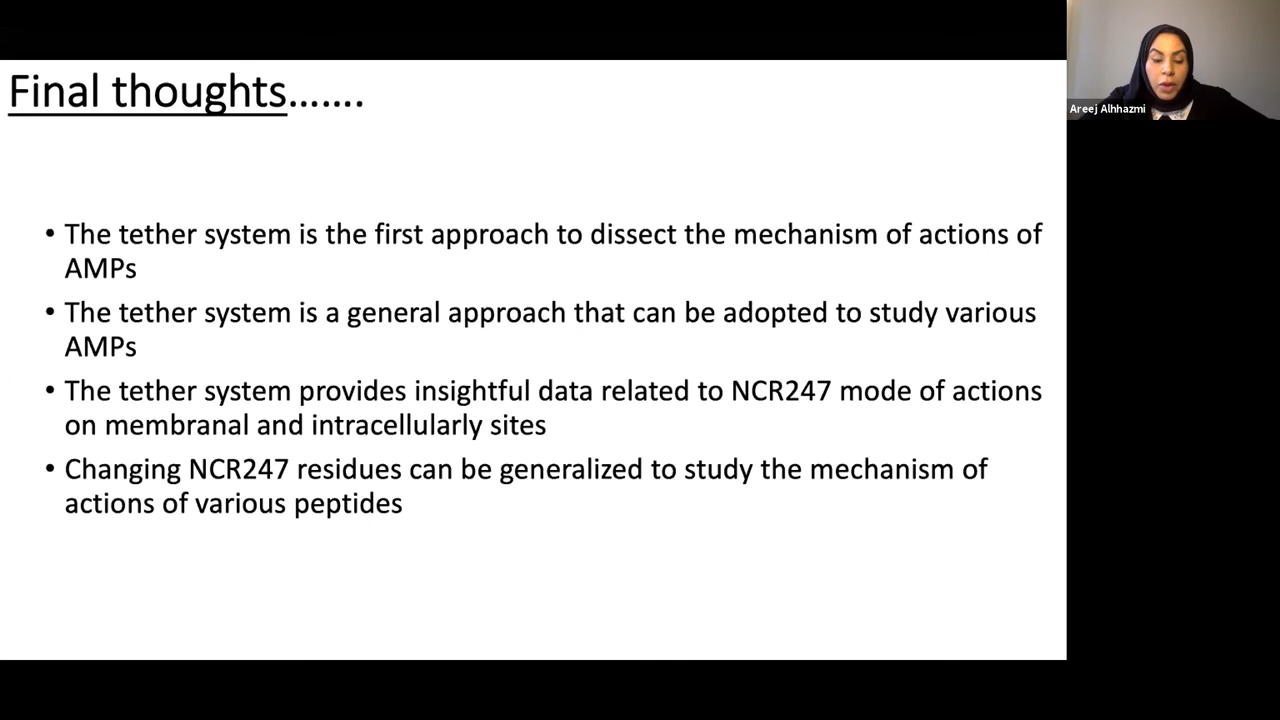 Final thoughts.......
Areej Alhhazmi
• The tether system is the first approach to dissect the mechanism of actions of
AMPs
• The tether system is a general approach that can be adopted to study various
AMPs
• The tether system provides insightful data related to NCR247 mode of actions
on membranal and intracellularly sites
• Changing NCR247 residues can be generalized to study the mechanism of
actions of various peptides